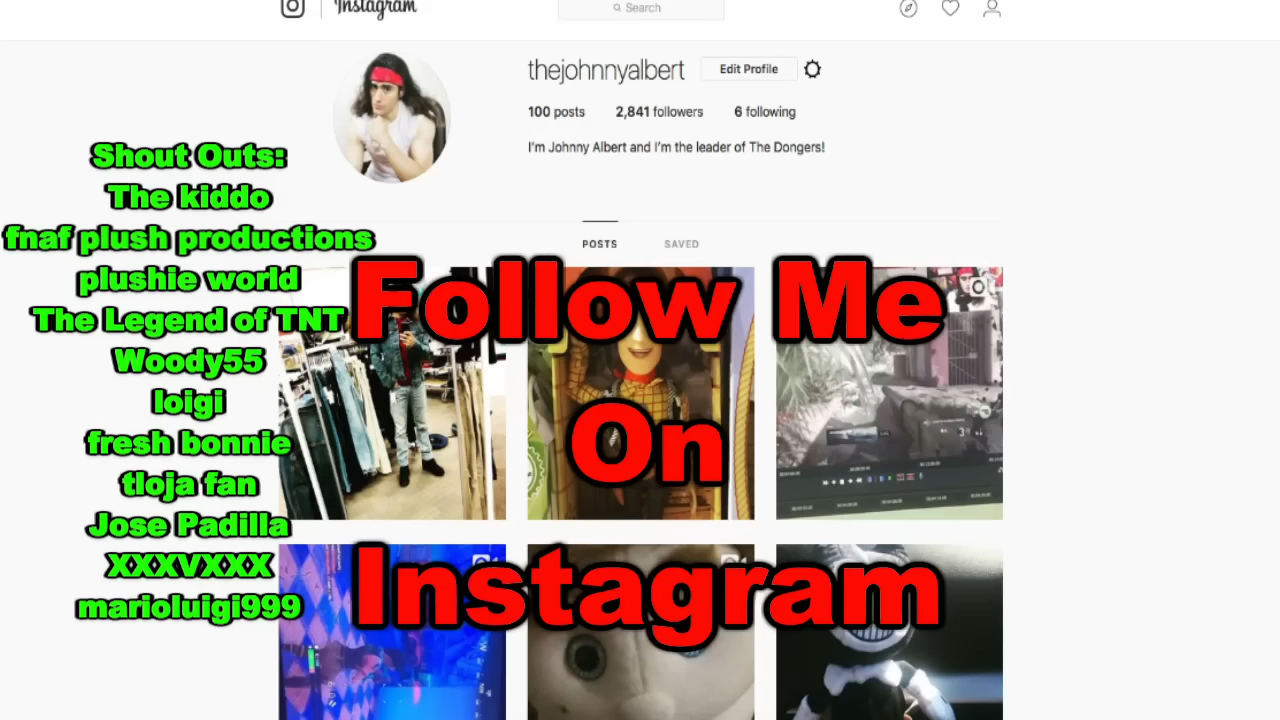 Instagram
Search
thejohnnyalbert
Edit Profile
100 posts 2,841 followers 6 following
I'm Johnny Albert and I'm the leader of The Dongers!
POSTS SAVED
Shout Outs:
The kiddo
fnaf plush productions
plushie world
The Legend of TNT
Woody55
loigi
fresh bonnie
tloja fan
Jose Padilla
XXXVXXX
marioluigi999
Follow Me
On
Instagram